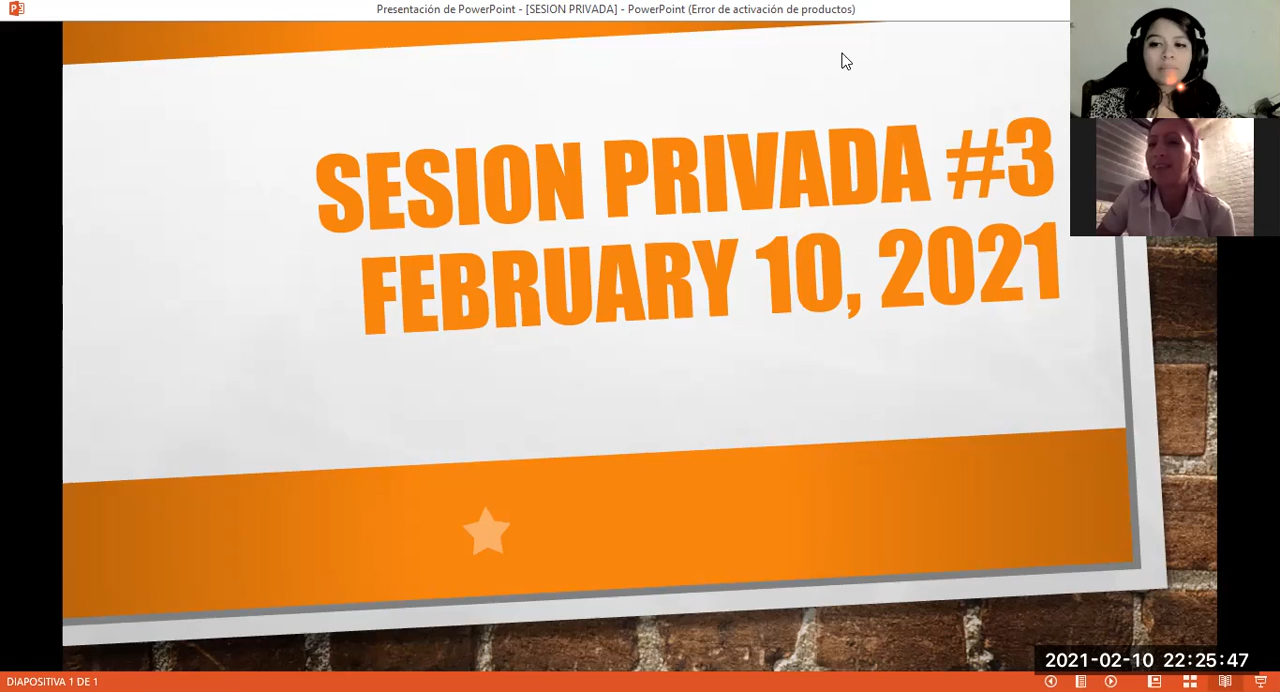 Presentación de PowerPoint - [SESION PRIVADA] - PowerPoint (Error de activación de productos)
SESION PRIVADA #3
FEBRUARY 10, 2021
2021-02-10 22:25:47
DIAPOSITIVA 1 DE 1